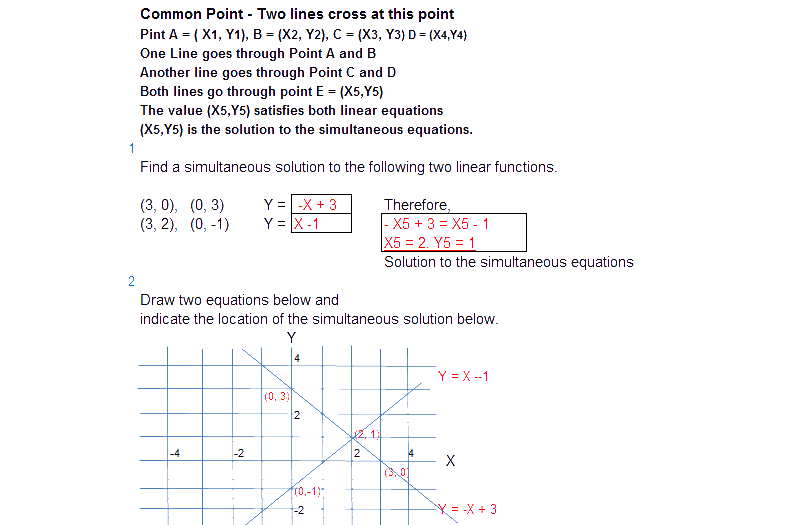 Common Point - Two lines cross at this point
Pint A = ( X1, Y1), B = (X2, Y2), C = (X3, Y3) D = (X4,Y4)
One Line goes through Point A and B
Another line goes through Point C and D
Both lines go through point E = (X5,Y5)
The value (X5,Y5) satisfies both linear equations
(X5,Y5) is the solution to the simultaneous equations.
1
Find a simultaneous solution to the following two linear functions.
(3, 0), (0, 3) Y = -X + 3 Therefore,
(3, 2), (0, -1) Y = X -1 - X5 + 3 = X5 - 1
X5 = 2, Y5 = 1
Solution to the simultaneous equations
2
Draw two equations below and
indicate the location of the simultaneous solution below.
Y
4
Y = X --1
(0, 3)
2
(2, 1)
-4 -2 2 4
X
(3, 0)
(0,-1)
-2
Y = -X + 3